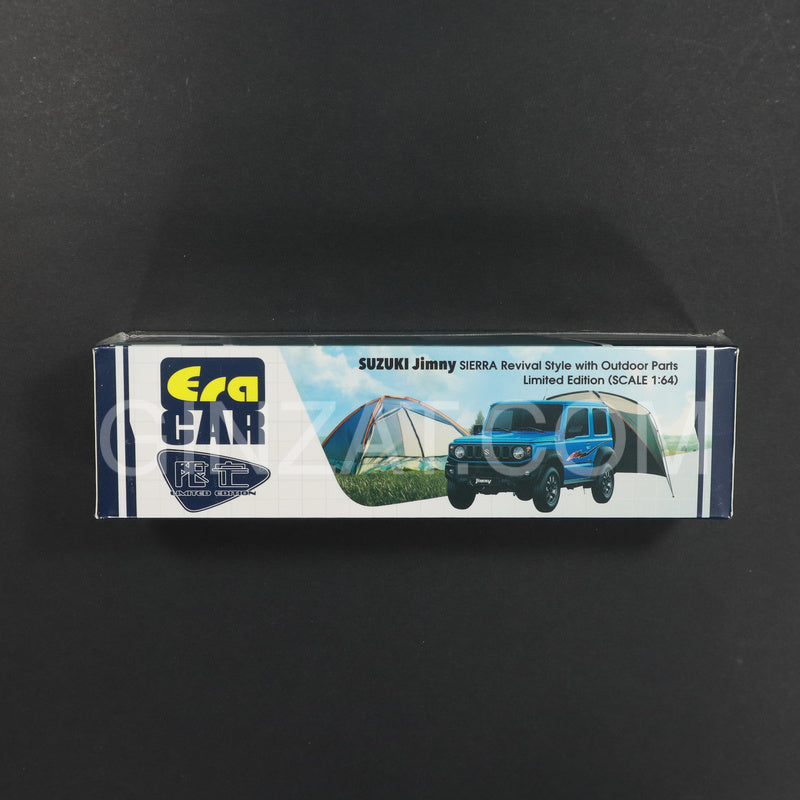 SUZUKI Jimny SIERRA Revival Style with Outdoor Parts
Limited Edition (SCALE 1:64)
Era
CAR
限定
LIMITED EDITION
Jimny
GINZAT.COM